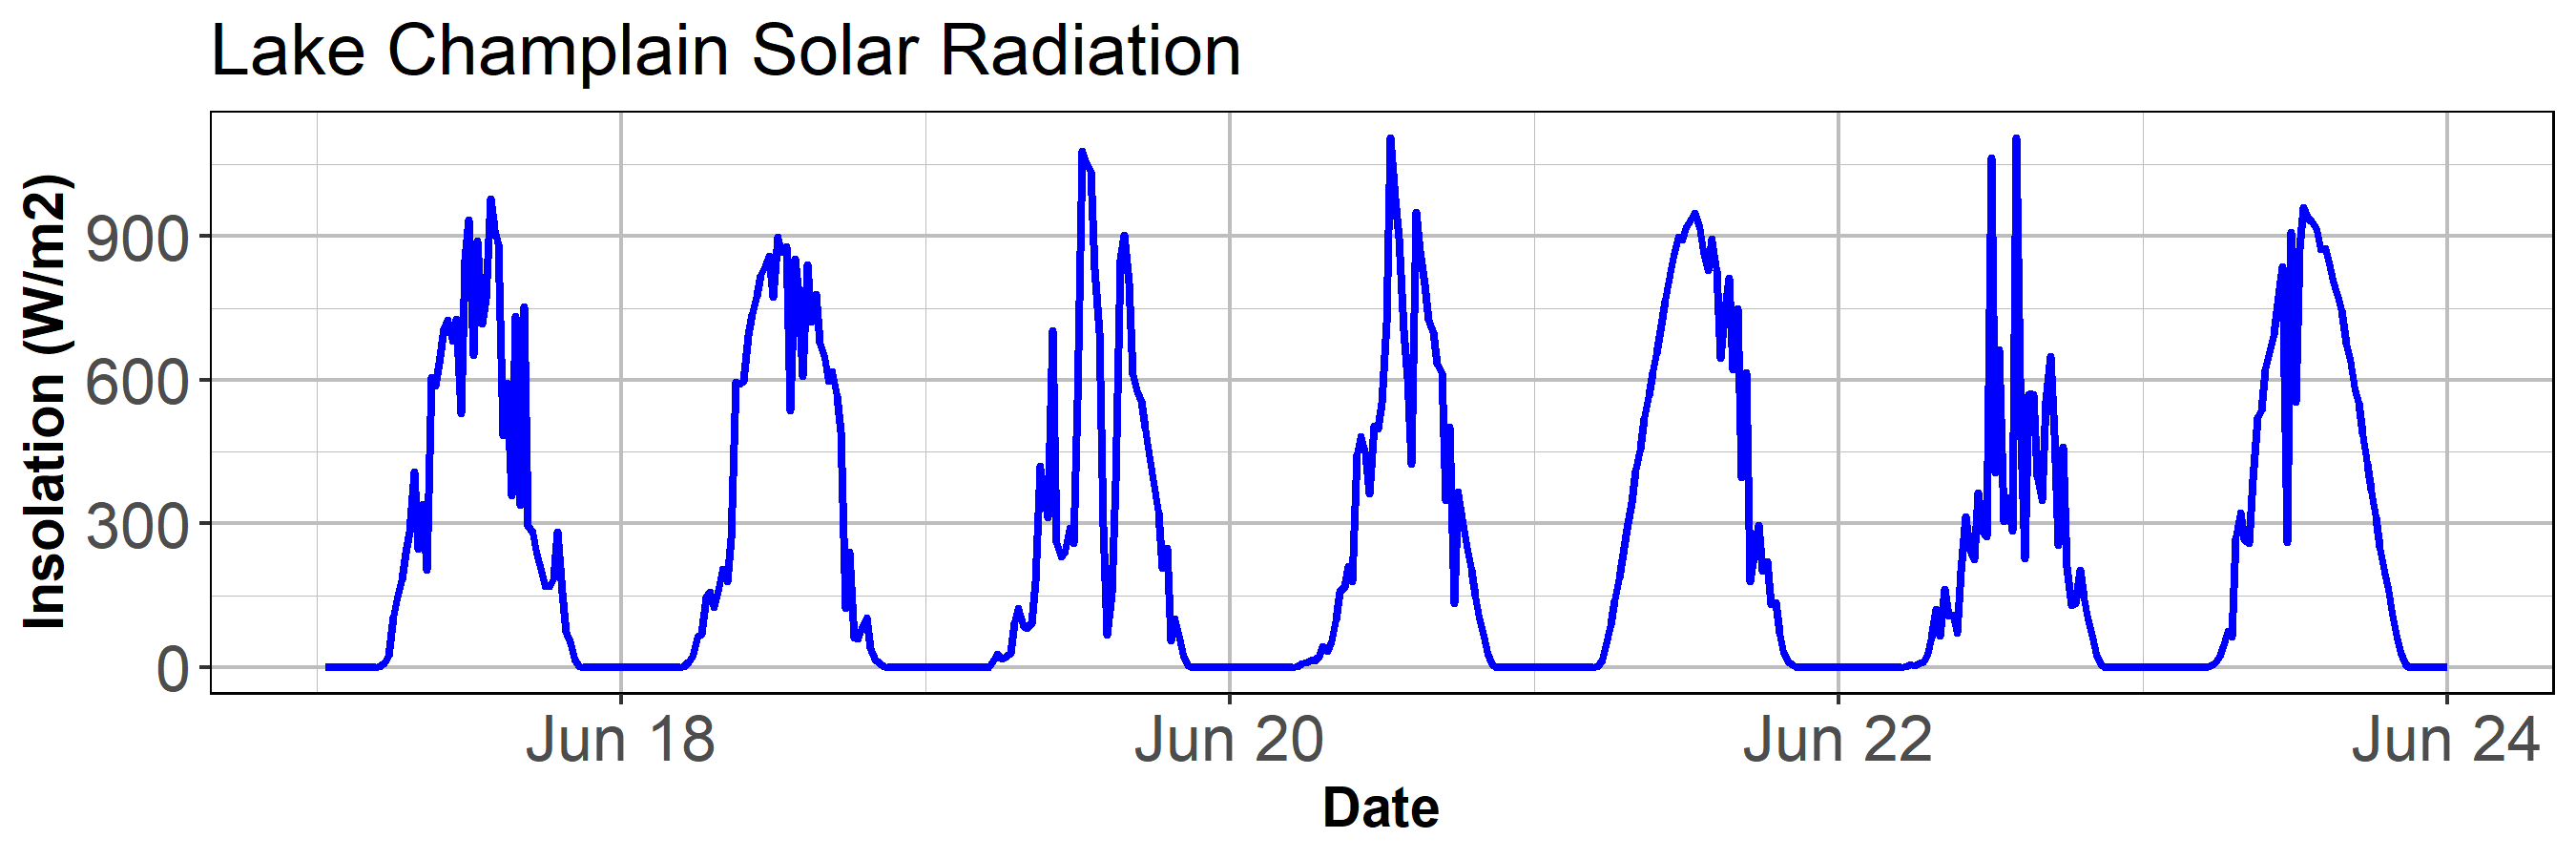 Lake Champlain Solar Radiation
Insolation (W/m2)
900
600
300
0
Jun 18
Jun 20
Jun 22
Jun 24
Date